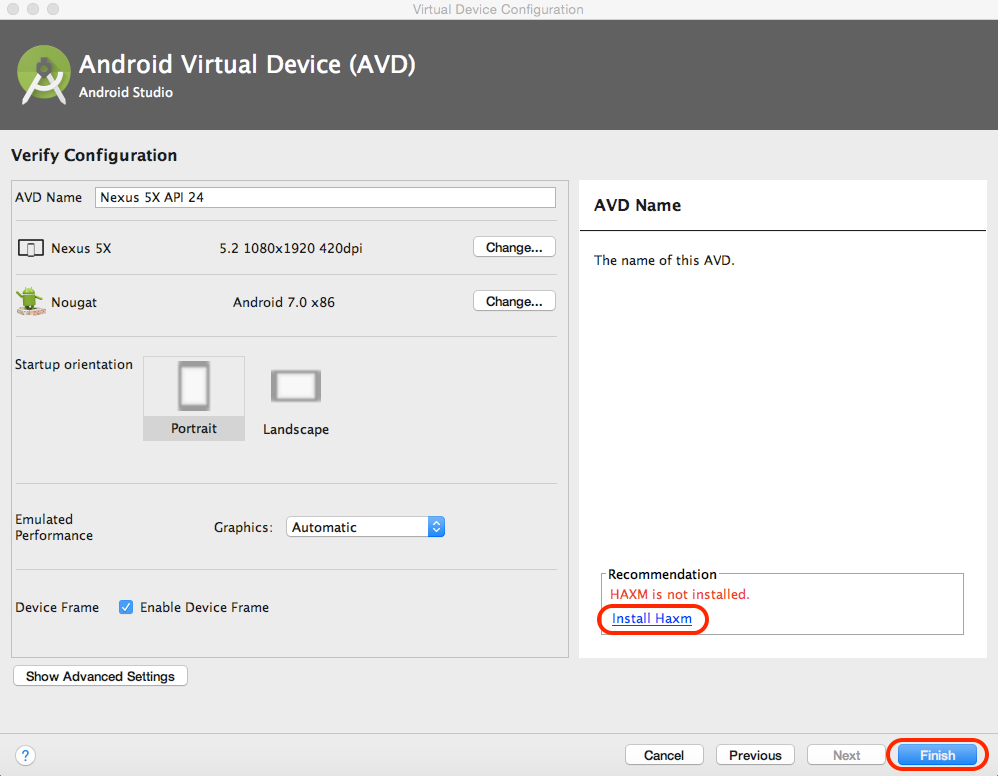 Virtual Device Configuration
Android Virtual Device (AVD)
Android Studio
Verify Configuration
AVD Name Nexus 5X API 24
Nexus 5X 5.2 1080x1920 420dpi Change...
Nougat Android 7.0 x86 Change...
Startup orientation
Portrait
Landscape
Emulated
Performance
Graphics: Automatic
Device Frame Enable Device Frame
Show Advanced Settings
AVD Name
The name of this AVD.
Recommendation
HAXM is not installed.
Install Haxm
? Cancel Previous Next Finish